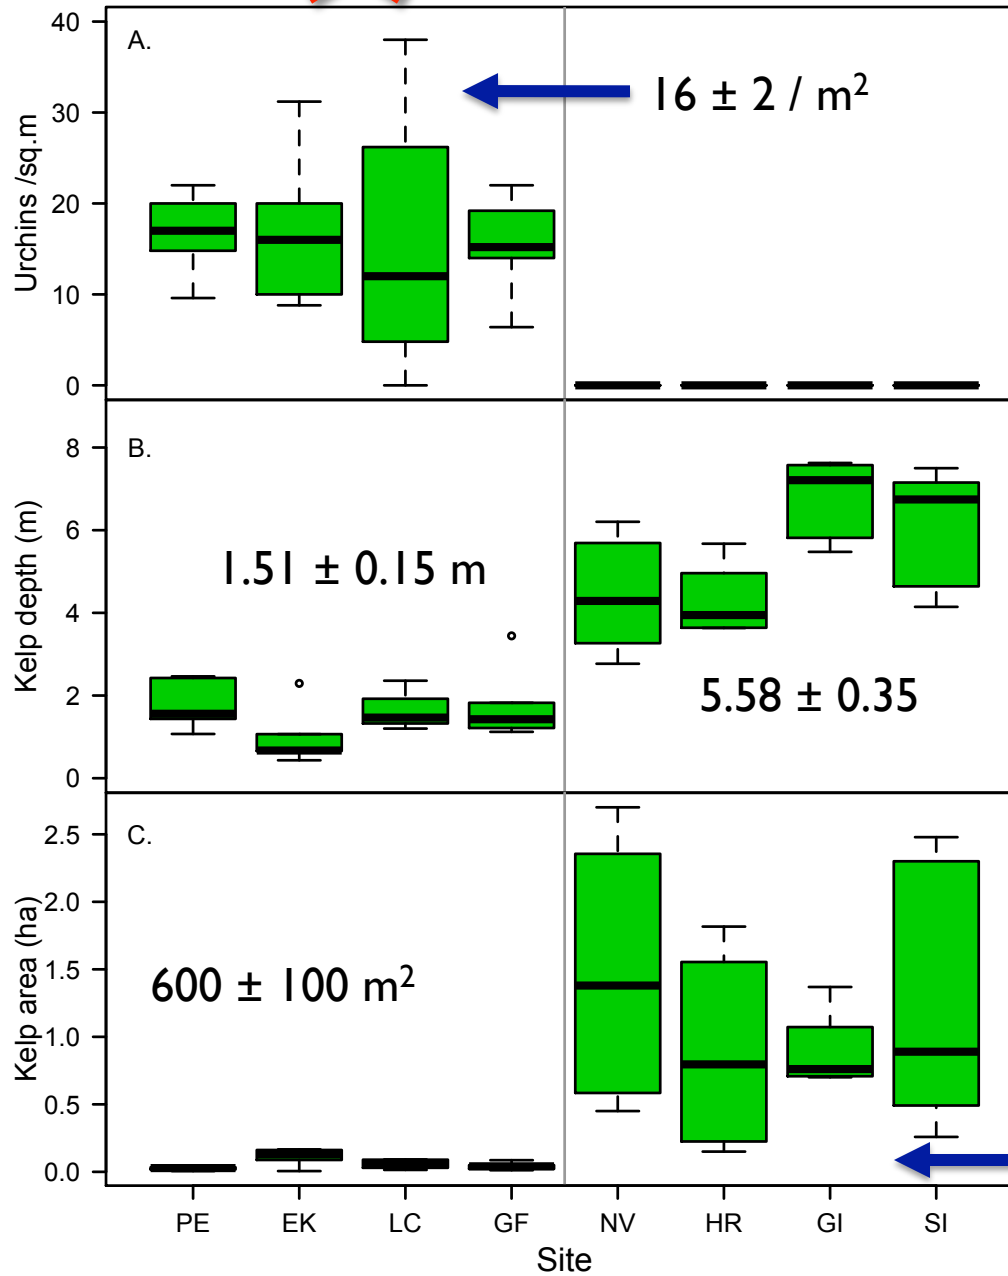 A.
Urchins /sq.m
40
30
20
10
0
16 ± 2 / m²
B.
Kelp depth (m)
8
6
4
2
0
1.51 ± 0.15 m
5.58 ± 0.35
C.
Kelp area (ha)
2.5
2.0
1.5
1.0
0.5
0.0
600 ± 100 m²
PE EK LC GF NV HR GI SI
Site